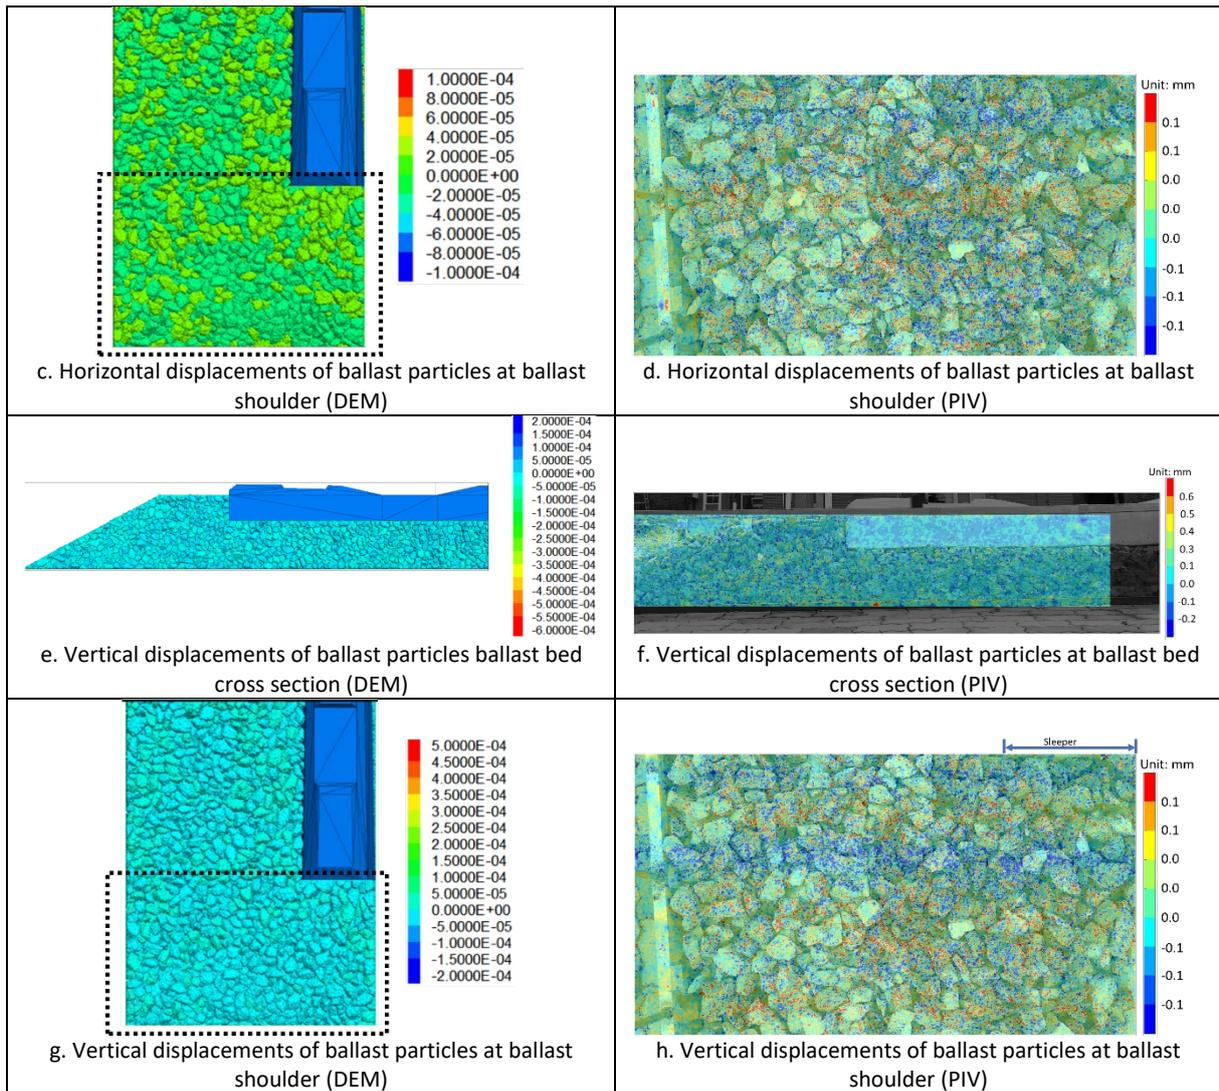 1.0000E-04
8.0000E-05
6.0000E-05
4.0000E-05
2.0000E-05
0.0000E+00
-2.0000E-05
-4.0000E-05
-6.0000E-05
-8.0000E-05
-1.0000E-04
c. Horizontal displacements of ballast particles at ballast
shoulder (DEM)
Unit: mm
0.1
0.1
0.0
0.0
0.0
-0.1
-0.1
-0.1
d. Horizontal displacements of ballast particles at ballast
shoulder (PIV)
2.0000E-04
1.5000E-04
1.0000E-04
5.0000E-05
0.0000E+00
-5.0000E-05
-1.0000E-04
-1.5000E-04
-2.0000E-04
-2.5000E-04
-3.0000E-04
-3.5000E-04
-4.0000E-04
-4.5000E-04
-5.0000E-04
-5.5000E-04
-6.0000E-04
e. Vertical displacements of ballast particles ballast bed
cross section (DEM)
Unit: mm
0.6
0.5
0.4
0.3
0.2
0.1
0.0
-0.1
-0.2
f. Vertical displacements of ballast particles at ballast bed
cross section (PIV)
5.0000E-04
4.5000E-04
4.0000E-04
3.5000E-04
3.0000E-04
2.5000E-04
2.0000E-04
1.5000E-04
1.0000E-04
5.0000E-05
0.0000E+00
-5.0000E-05
-1.0000E-04
-1.5000E-04
-2.0000E-04
g. Vertical displacements of ballast particles at ballast
shoulder (DEM)
Sleeper
Unit: mm
0.1
0.1
0.0
0.0
0.0
-0.1
-0.1
-0.1
h. Vertical displacements of ballast particles at ballast
shoulder (PIV)